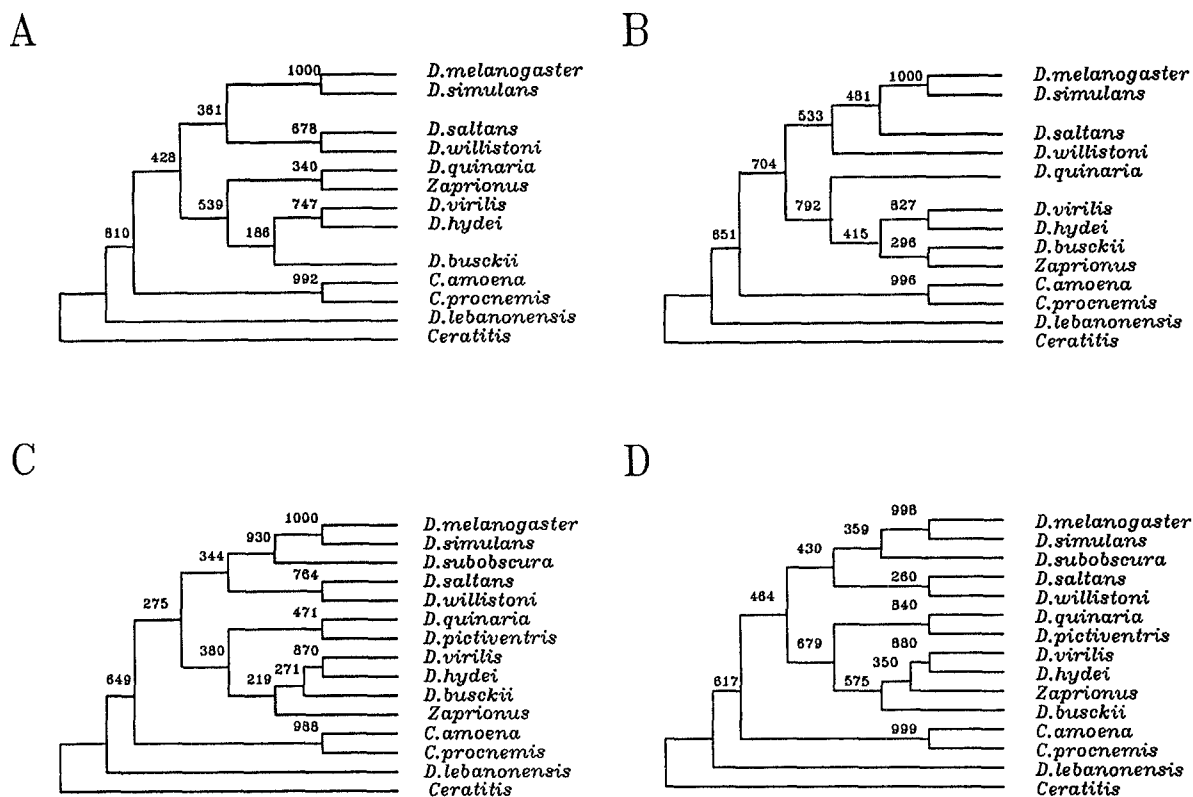 A
1000
D.melanogaster
D.simulans
361
678
D.saltans
D.willistoni
428
340
D.quinaria
Zaprionus
539
747
D.virilis
D.hydei
186
D.busckii
810
992
C.amoena
C.procnemis
D.lebanonensis
Ceratitis
B
1000
D.melanogaster
D.simulans
481
533
D.saltans
D.willistoni
704
D.quinaria
792
827
D.virilis
D.hydei
415
296
D.busckii
Zaprionus
651
996
C.amoena
C.procnemis
D.lebanonensis
Ceratitis
C
1000
D.melanogaster
D.simulans
930
D.subobscura
344
764
D.saltans
D.willistoni
275
471
D.quinaria
D.pictiventris
380
870
D.virilis
D.hydei
271
219
D.busckii
Zaprionus
649
988
C.amoena
C.procnemis
D.lebanonensis
Ceratitis
D
998
D.melanogaster
D.simulans
359
D.subobscura
430
260
D.saltans
D.willistoni
464
840
D.quinaria
D.pictiventris
679
880
D.virilis
D.hydei
350
575
Zaprionus
D.busckii
617
999
C.amoena
C.procnemis
D.lebanonensis
Ceratitis